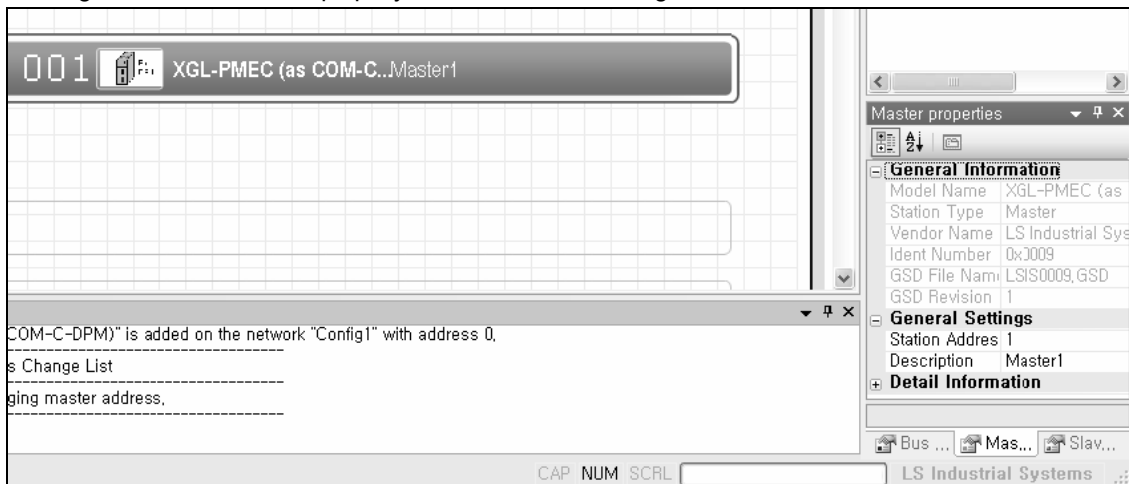 001 XGL-PMEC (as COM-C...Master1
Master properties
General Information
Model Name XGL-PMEC (as
Station Type Master
Vendor Name LS Industrial Sys
Ident Number 0x0009
GSD File Nam LSIS0009,GSD
GSD Revision 1
General Settings
Station Addres 1
Description Master1
Detail Information
Bus ... Mas... Slav...
COM-C-DPM)" is added on the network "Config1" with address 0,
s Change List
ging master address,
CAP NUM SCRL LS Industrial Systems